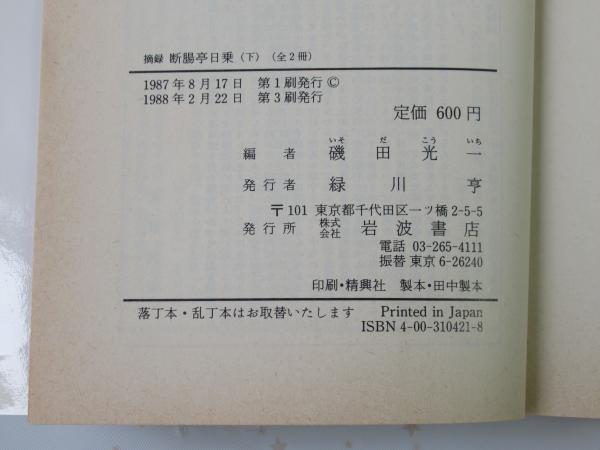 摘録 断腸亭日乗 (下) (全2冊)
1987年8月17日 第1刷発行©
1988年2月22日 第3刷発行
定価 600円
いそ だ こう いち
編者 磯田光一
発行者 緑川亨
〒101 東京都千代田区一ツ橋2-5-5
発行所 株式会社 岩波書店
電話 03-265-4111
振替 東京6-26240
印刷・精興社 製本・田中製本
落丁本・乱丁本はお取替いたします Printed in Japan
ISBN 4-00-310421-8